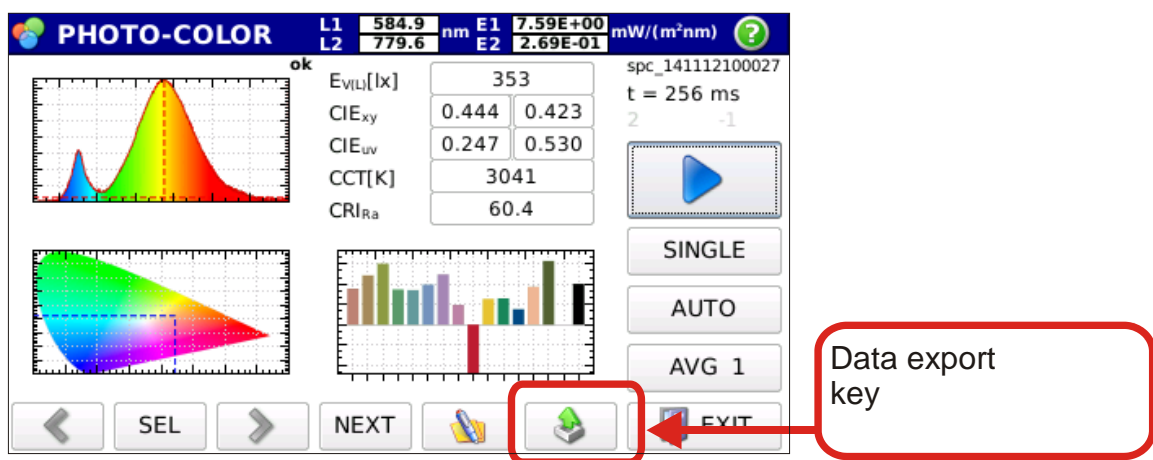 PHOTO-COLOR
L1 584.9 nm E1 7.59E+00 mW/(m²nm)
L2 779.6 E2 2.69E-01
?
ok
EV(L)[lx] 353
CIExy 0.444 0.423
CIEuv 0.247 0.530
CCT[K] 3041
CRIRa 60.4
spc_141112100027
t = 256 ms
2 -1
SINGLE
AUTO
AVG 1
SEL
NEXT
EXIT
Data export
key